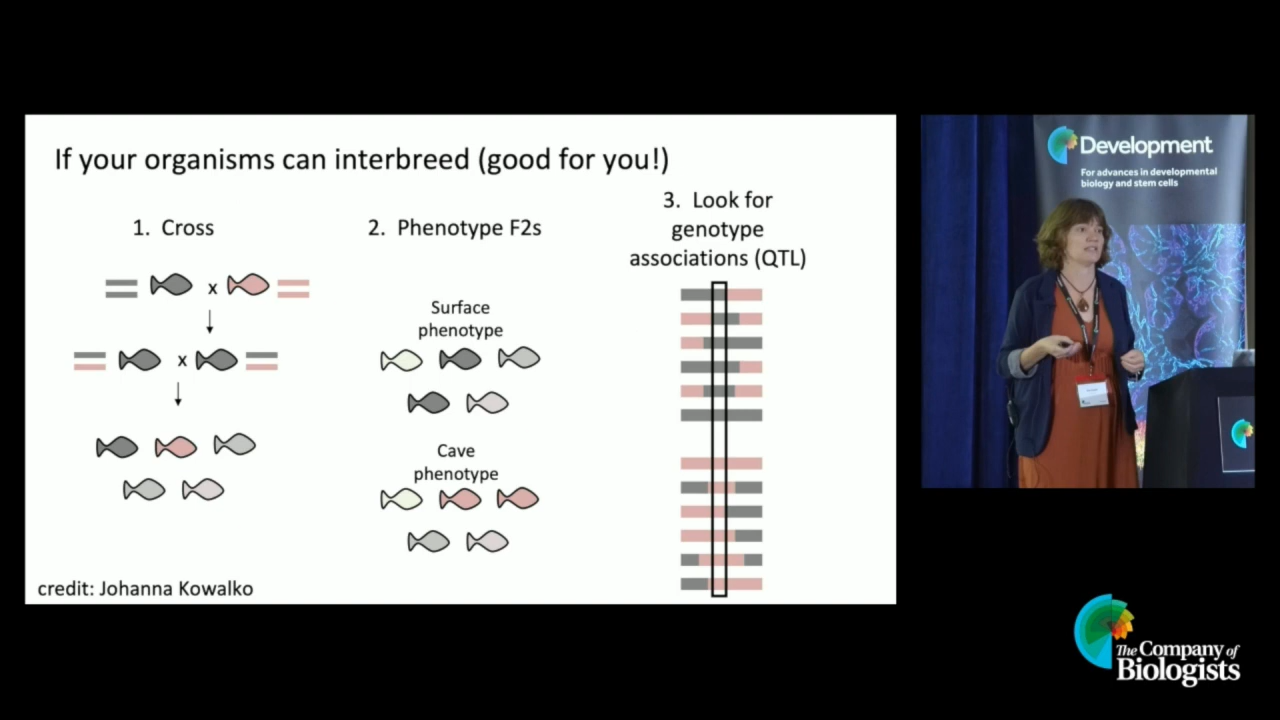 If your organisms can interbreed (good for you!)
1. Cross
x
x
2. Phenotype F2s
Surface
phenotype
Cave
phenotype
3. Look for
genotype
associations (QTL)
credit: Johanna Kowalko
Development
For advances in developmental
biology and stem cells
The Company of
Biologists